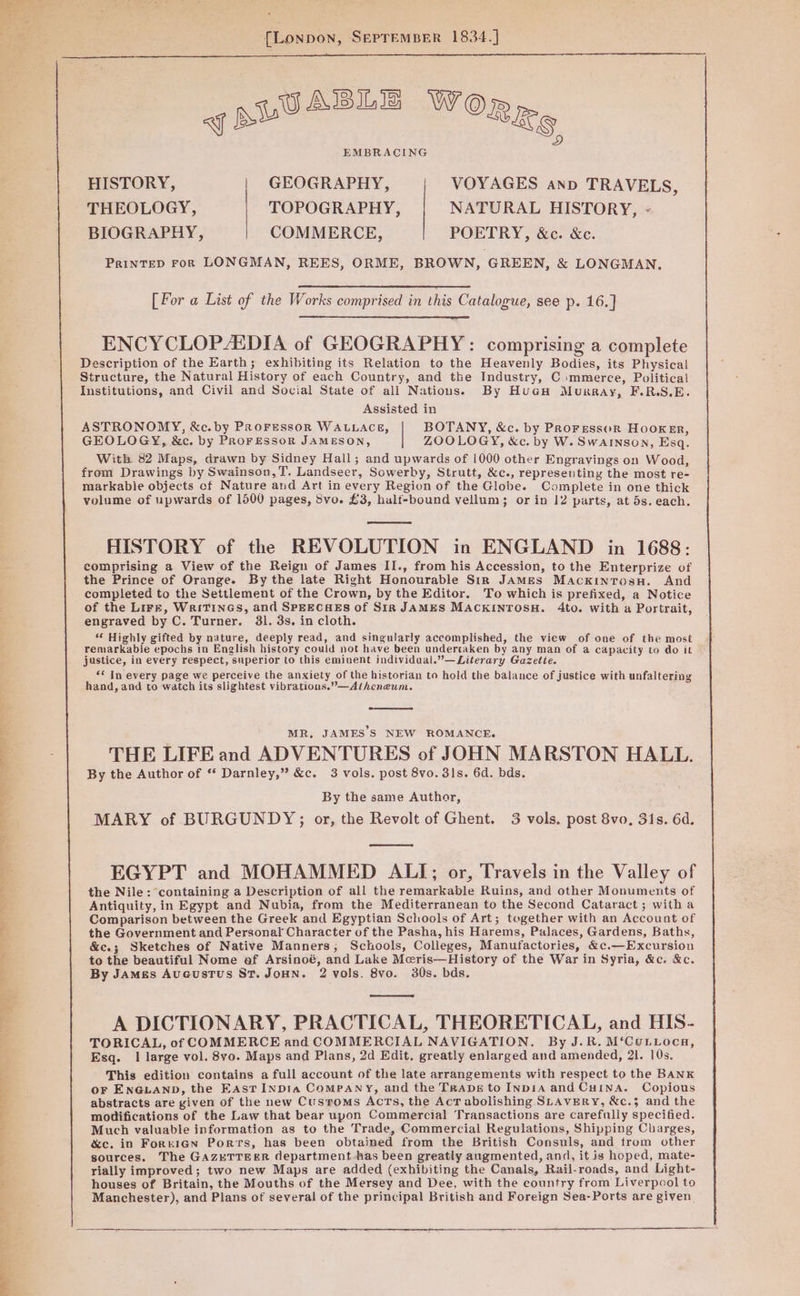 [LONDON, SEPTEMBER 1834.]
VALUABLE WORKS,
EMBRACING
HISTORY, GEOGRAPHY, VOYAGES AND TRAVELS,
THEOLOGY, TOPOGRAPHY, NATURAL HISTORY,
BIOGRAPHY, COMMERCE, POETRY, &c. &c.
PRINTED FOR LONGMAN, REES, ORME, BROWN, GREEN, & LONGMAN.
[For a List of the Works comprised in this Catalogue, see p. 16.]
ENCYCLOPÆDIA of GEOGRAPHY: comprising a complete
Description of the Earth; exhibiting its Relation to the Heavenly Bodies, its Physical
Structure, the Natural History of each Country, and the Industry, Commerce, Political
Institutions, and Civil and Social State of all Nations. By HUGH MURRAY, F.R.S.E.
Assisted in
ASTRONOMY, &c. by PROFESSOR WALLACE, BOTANY, &c. by PROFESSOR HOOKER,
GEOLOGY, &c. by PROFESSOR JAMESON, ZOOLOGY, &c. by W. SWAINSON, Esq.
With 82 Maps, drawn by Sidney Hall; and upwards of 1000 other Engravings on Wood,
from Drawings by Swainson, T. Landseer, Sowerby, Strutt, &c., representing the most re-
markable objects of Nature and Art in every Region of the Globe. Complete in one thick
volume of upwards of 1500 pages, 8vo. £3, half-bound vellum; or in 12 parts, at 5s. each.
HISTORY of the REVOLUTION in ENGLAND in 1688:
comprising a View of the Reign of James II., from his Accession, to the Enterprize of
the Prince of Orange. By the late Right Honourable SIR JAMES MACKINTOSH. And
completed to the Settlement of the Crown, by the Editor. To which is prefixed, a Notice
of the LIFE, WRITINGS, and SPEECHES of SIR JAMES MACKINTOSH. 4to. with a Portrait,
engraved by C. Turner. 3l. 3s. in cloth.
“Highly gifted by nature, deeply read, and singularly accomplished, the view of one of the most
remarkable epochs in English history could not have been undertaken by any man of a capacity to do it
justice, in every respect, superior to this eminent individual.”—Literary Gazette.
“In every page we perceive the anxiety of the historian to hold the balance of justice with unfaltering
hand, and to watch its slightest vibrations.”—Athenæum.
MR. JAMES'S NEW ROMANCE.
THE LIFE and ADVENTURES of JOHN MARSTON HALL.
By the Author of “Darnley,” &c. 3 vols. post 8vo. 31s. 6d. bds.
By the same Author,
MARY of BURGUNDY; or, the Revolt of Ghent. 3 vols. post 8vo. 31s. 6d.
EGYPT and MOHAMMED ALI; or, Travels in the Valley of
the Nile: containing a Description of all the remarkable Ruins, and other Monuments of
Antiquity, in Egypt and Nubia, from the Mediterranean to the Second Cataract; with a
Comparison between the Greek and Egyptian Schools of Art; together with an Account of
the Government and Personal Character of the Pasha, his Harems, Palaces, Gardens, Baths,
&c.; Sketches of Native Manners, Schools, Colleges, Manufactories, &c.—Excursion
to the beautiful Nome of Arsinoë, and Lake Mœris—History of the War in Syria, &c. &c.
By JAMES AUGUSTUS ST. JOHN. 2 vols. 8vo. 30s. bds.
A DICTIONARY, PRACTICAL, THEORETICAL, and HIS-
TORICAL, of COMMERCE and COMMERCIAL NAVIGATION. By J. R. M‘CULLOCH,
Esq. 1 large vol. 8vo. Maps and Plans, 2d Edit. greatly enlarged and amended, 2l. 10s.
This edition contains a full account of the late arrangements with respect to the BANK
OF ENGLAND, the EAST INDIA COMPANY, and the TRADE to INDIA and CHINA. Copious
abstracts are given of the new CUSTOMS ACTS, the ACT abolishing SLAVERY, &c.; and the
modifications of the Law that bear upon Commercial Transactions are carefully specified.
Much valuable information as to the Trade, Commercial Regulations, Shipping Charges,
&c. in FOREIGN PORTS, has been obtained from the British Consuls, and from other
sources. The GAZETTEER department has been greatly augmented, and, it is hoped, mate-
rially improved; two new Maps are added (exhibiting the Canals, Rail-roads, and Light-
houses of Britain, the Mouths of the Mersey and Dee, with the country from Liverpool to
Manchester), and Plans of several of the principal British and Foreign Sea-Ports are given